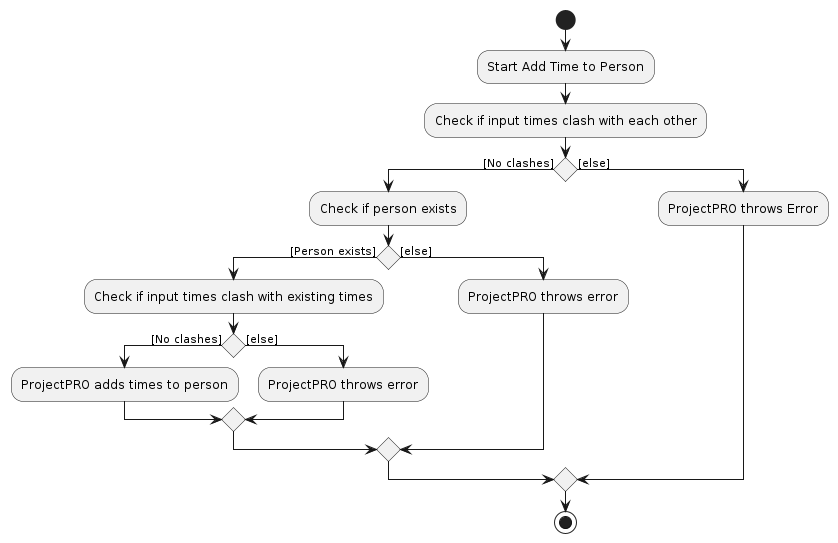 Start Add Time to Person
Check if input times clash with each other
[No clashes]
[else]
Check if person exists
ProjectPRO throws Error
[Person exists]
[else]
Check if input times clash with existing times
ProjectPRO throws error
[No clashes]
[else]
ProjectPRO adds times to person
ProjectPRO throws error